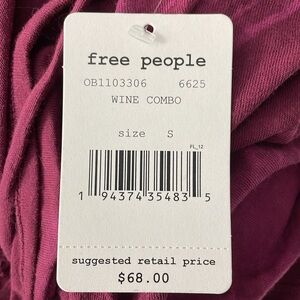 free people
OB1103306 6625
WINE COMBO
size S
FL_12
1 94374 35483 5
suggested retail price
$68.00